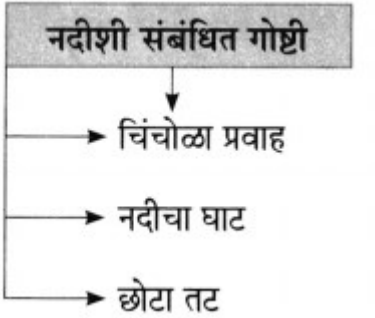 नदीशी संबंधित गोष्टी
चिंचोळा प्रवाह
नदीचा घाट
छोटा तट